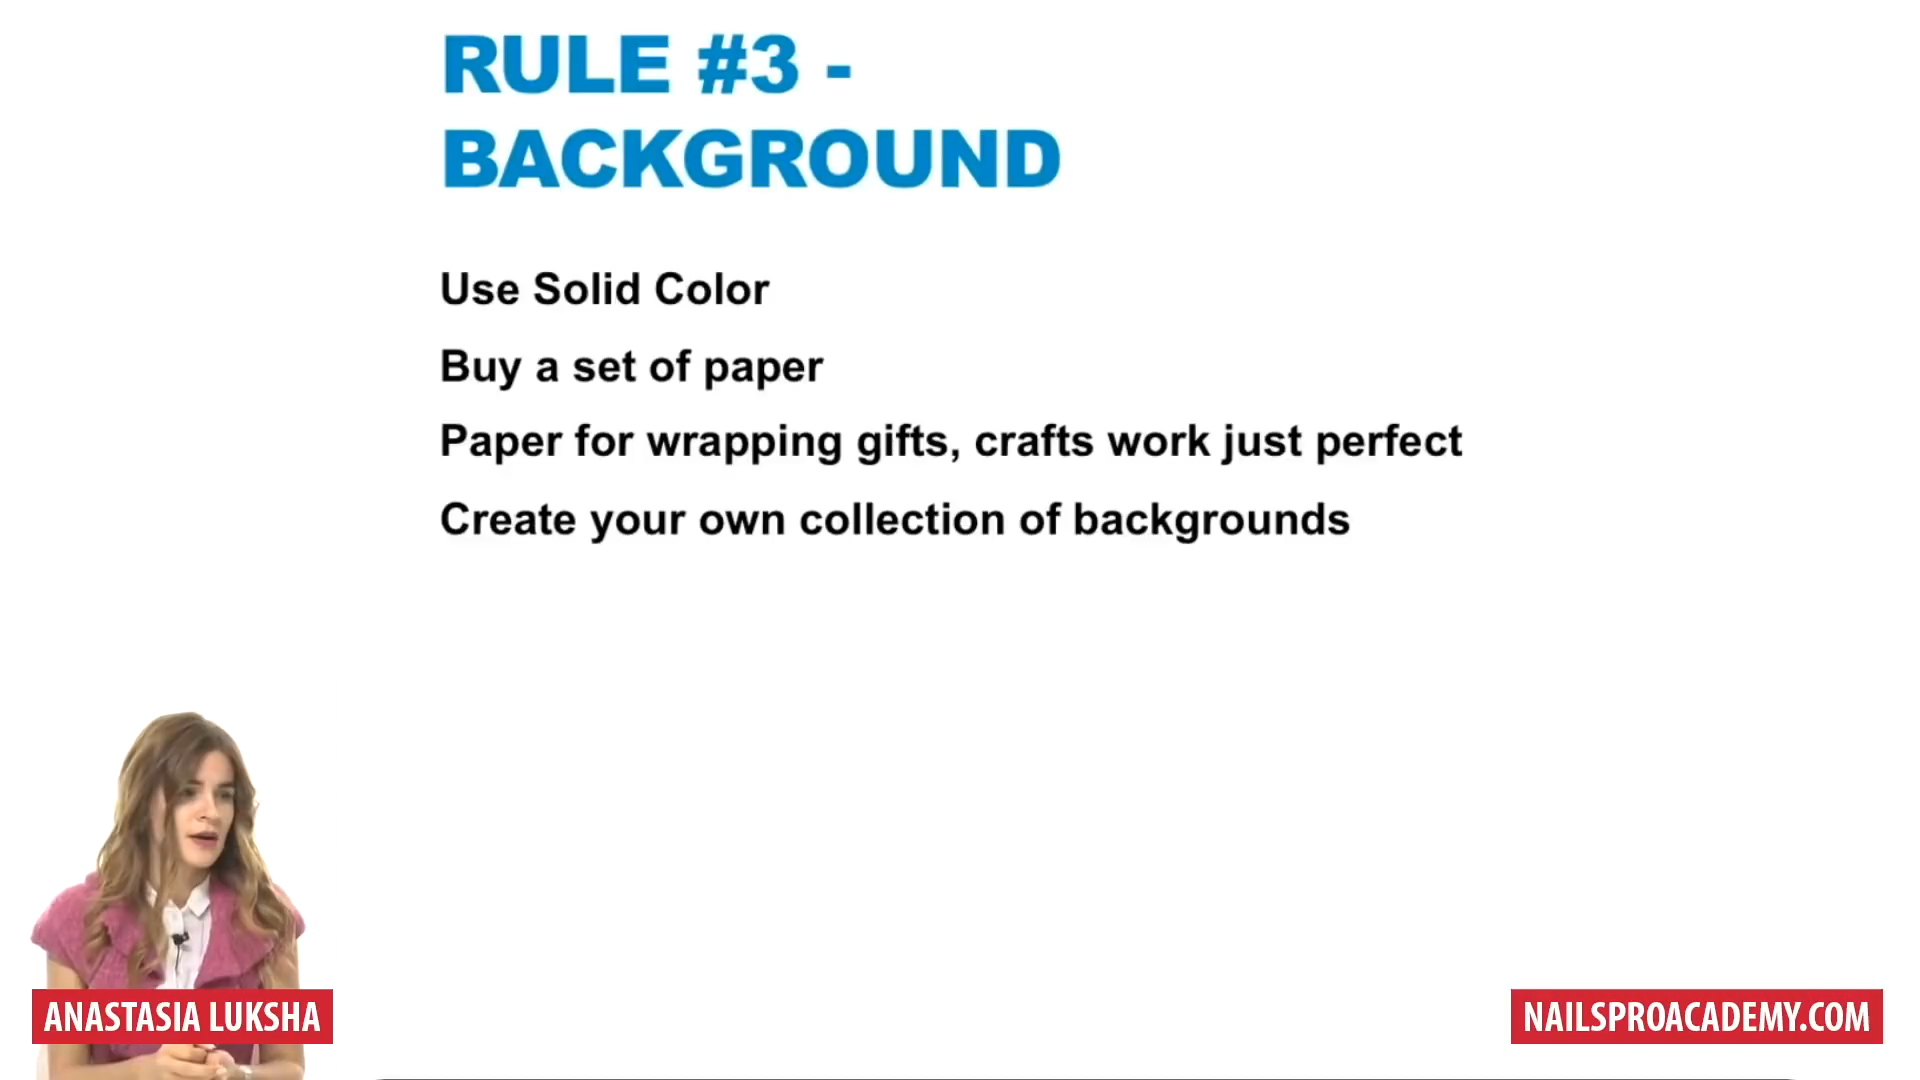 RULE #3 -
BACKGROUND
Use Solid Color
Buy a set of paper
Paper for wrapping gifts, crafts work just perfect
Create your own collection of backgrounds
ANASTASIA LUKSHA
NAILSPROACADEMY.COM